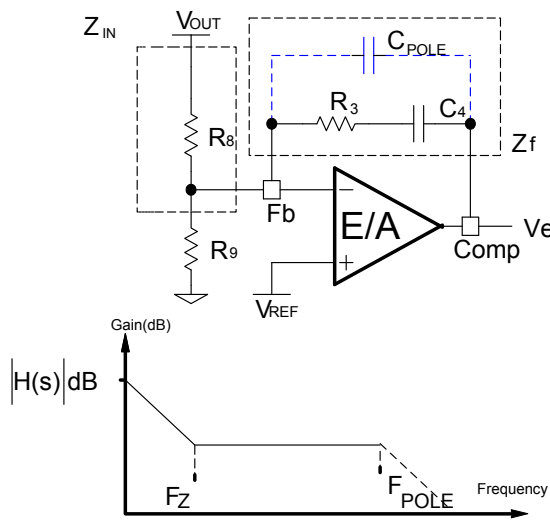 Z IN
VOUT
CPOLE
R3
C4
R8
Zf
Fb
E/A
Ve
Comp
R9
VREF
Gain(dB)
|H(s)|dB
FZ
FPOLE
Frequency